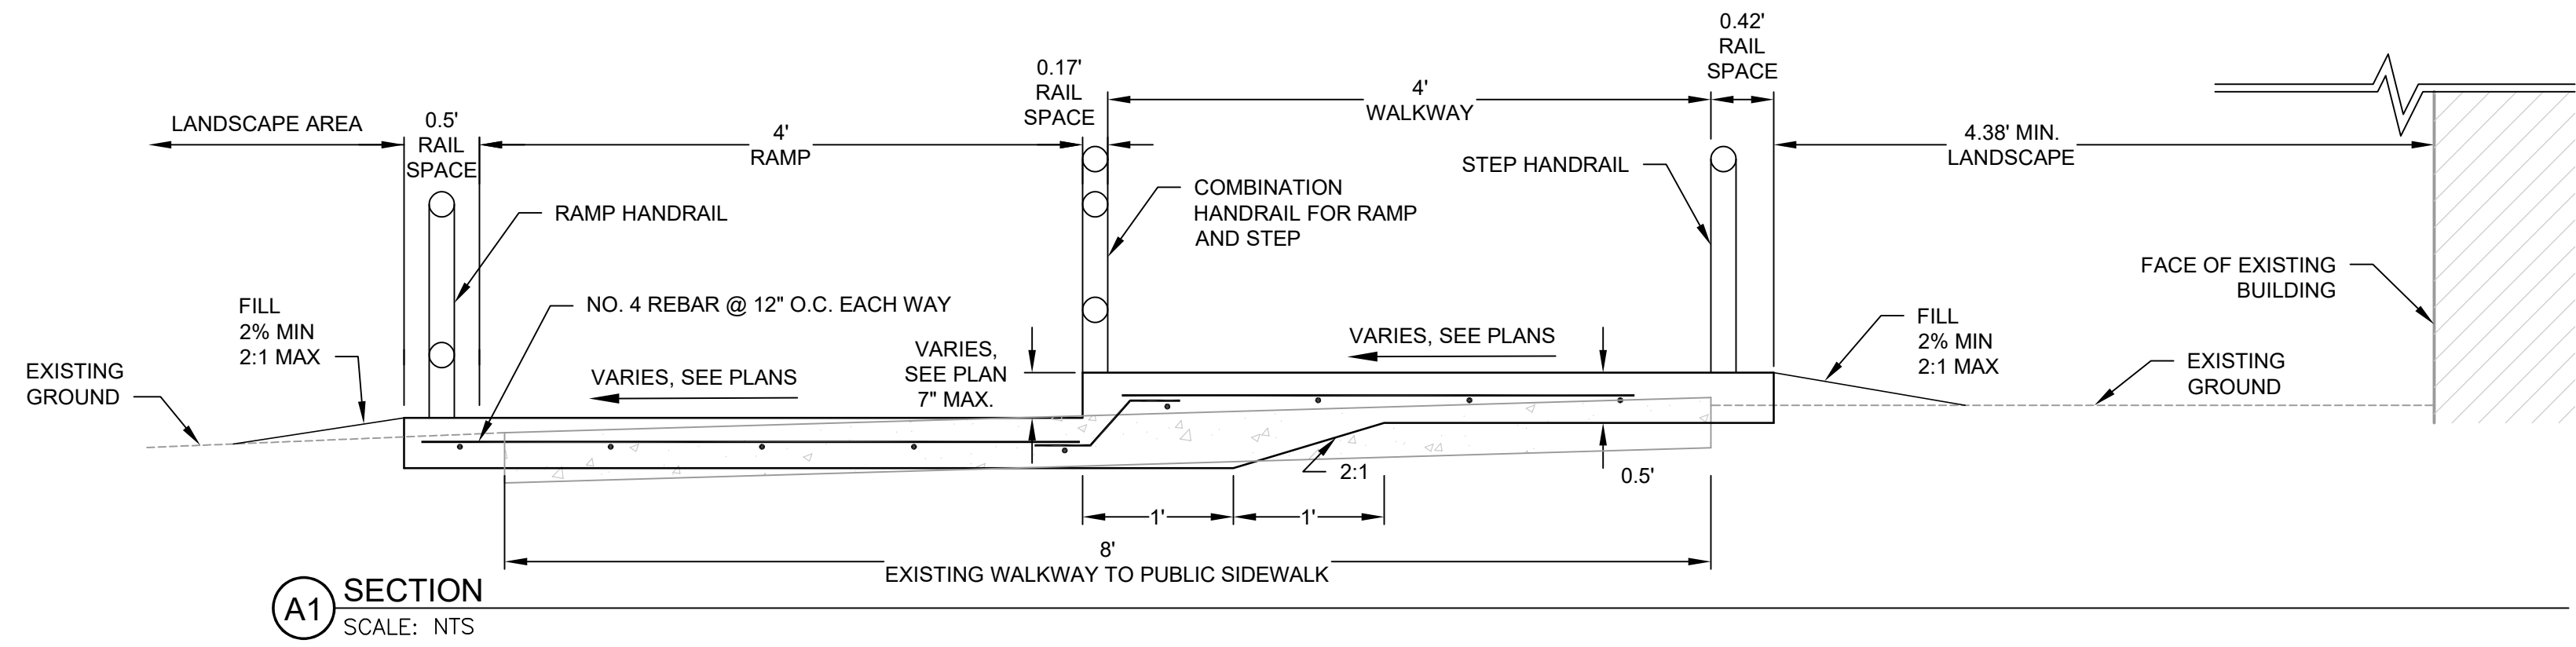 LANDSCAPE AREA
0.5'
RAIL
SPACE
4'
RAMP
0.17'
RAIL
SPACE
4'
WALKWAY
0.42'
RAIL
SPACE
4.38' MIN.
LANDSCAPE
RAMP HANDRAIL
COMBINATION
HANDRAIL FOR RAMP
AND STEP
STEP HANDRAIL
FACE OF EXISTING
BUILDING
FILL
2% MIN
2:1 MAX
NO. 4 REBAR @ 12" O.C. EACH WAY
EXISTING
GROUND
VARIES, SEE PLANS
VARIES,
SEE PLAN
7" MAX.
VARIES, SEE PLANS
FILL
2% MIN
2:1 MAX
EXISTING
GROUND
2:1
0.5'
1'
1'
8'
EXISTING WALKWAY TO PUBLIC SIDEWALK
A1
SECTION
SCALE: NTS